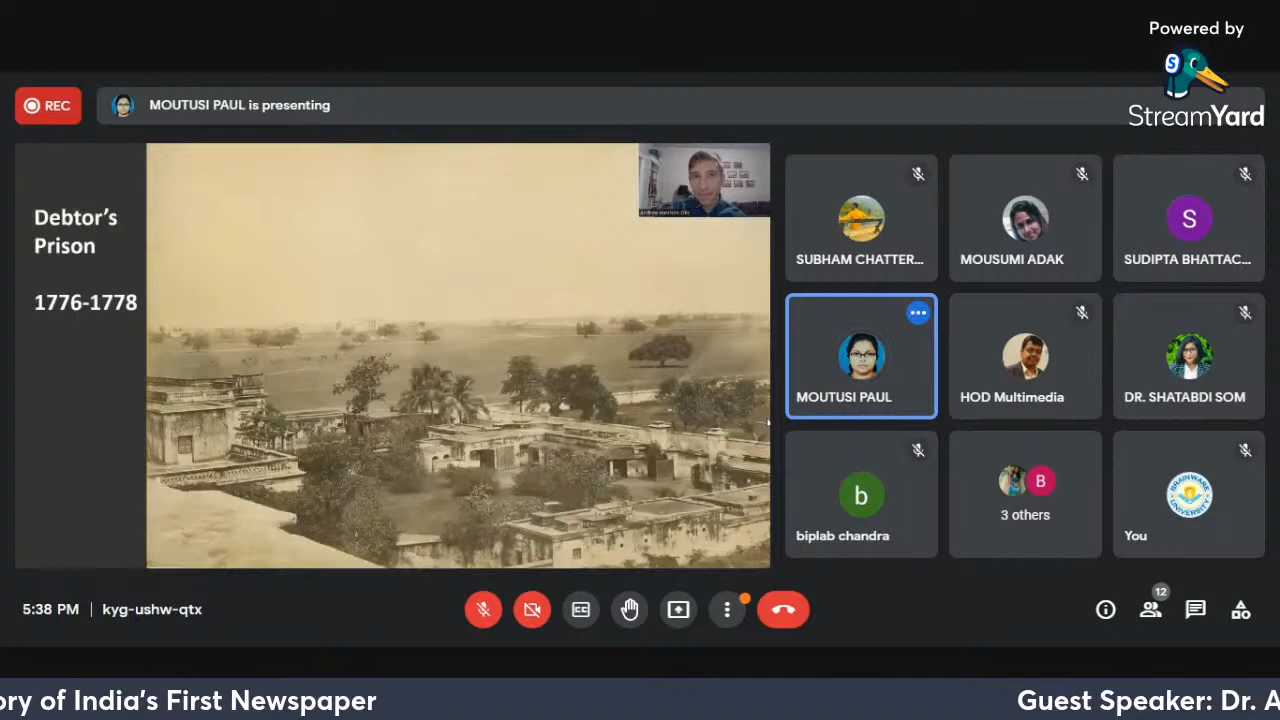 Powered by
StreamYard
REC
MOUTUSI PAUL is presenting
Debtor's
Prison
1776-1778
SUBHAM CHATTER...
MOUSUMI ADAK
S
SUDIPTA BHATTAC...
MOUTUSI PAUL
HOD Multimedia
DR. SHATABDI SOM
b
biplab chandra
B
3 others
BRAINWARE
UNIVERSITY
You
5:38 PM | kyg-ushw-qtx
12
ory of India's First Newspaper
Guest Speaker: Dr. A